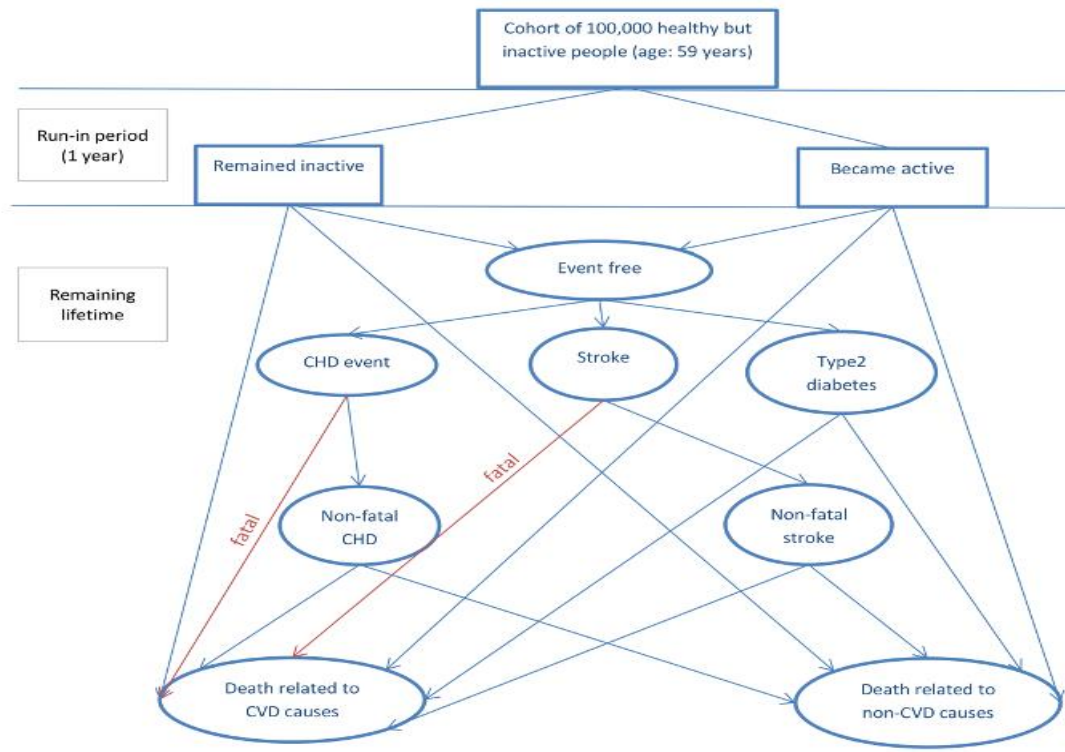 Cohort of 100,000 healthy but
inactive people (age: 59 years)
Run-in period
(1 year)
Remained inactive
Became active
Event free
Remaining
lifetime
CHD event
Stroke
Type2
diabetes
fatal
fatal
Non-fatal
CHD
Non-fatal
stroke
Death related to
CVD causes
Death related to
non-CVD causes